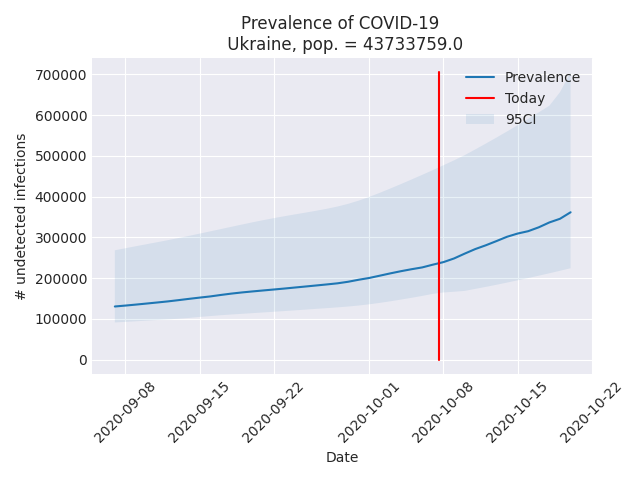 Prevalence of COVID-19
Ukraine, pop. = 43733759.0
700000
600000
500000
400000
300000
200000
100000
0
# undetected infections
Prevalence
Today
95CI
2020-09-08
2020-09-15
2020-09-22
2020-10-01
2020-10-08
2020-10-15
2020-10-22
Date